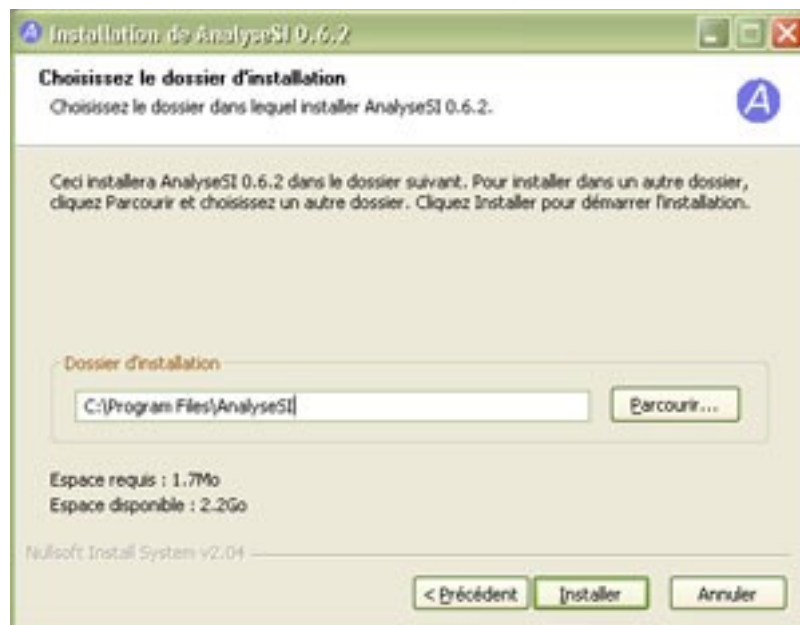 Installation de AnalyseSI 0.6.2
Choisissez le dossier d'installation
Choisissez le dossier dans lequel installer AnalyseSI 0.6.2.
A
Ceci installera AnalyseSI 0.6.2 dans le dossier suivant. Pour installer dans un autre dossier,
cliquez Parcourir et choisissez un autre dossier. Cliquez Installer pour démarrer l'installation.
Dossier d'installation
C:\Program Files\AnalyseSI
Parcourir...
Espace requis : 1.7Mo
Espace disponible : 2.2Go
Nullsoft Install System v2.04
< Précédent Installer Annuler